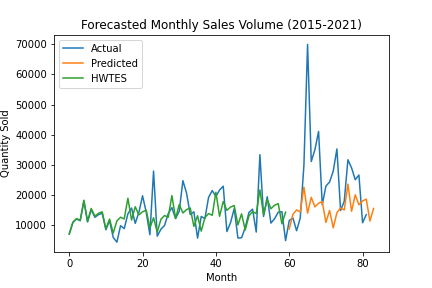 Forecasted Monthly Sales Volume (2015-2021)
Actual
Predicted
HWTES
70000
60000
50000
40000
30000
20000
10000
Quantity Sold
0 20 40 60 80
Month